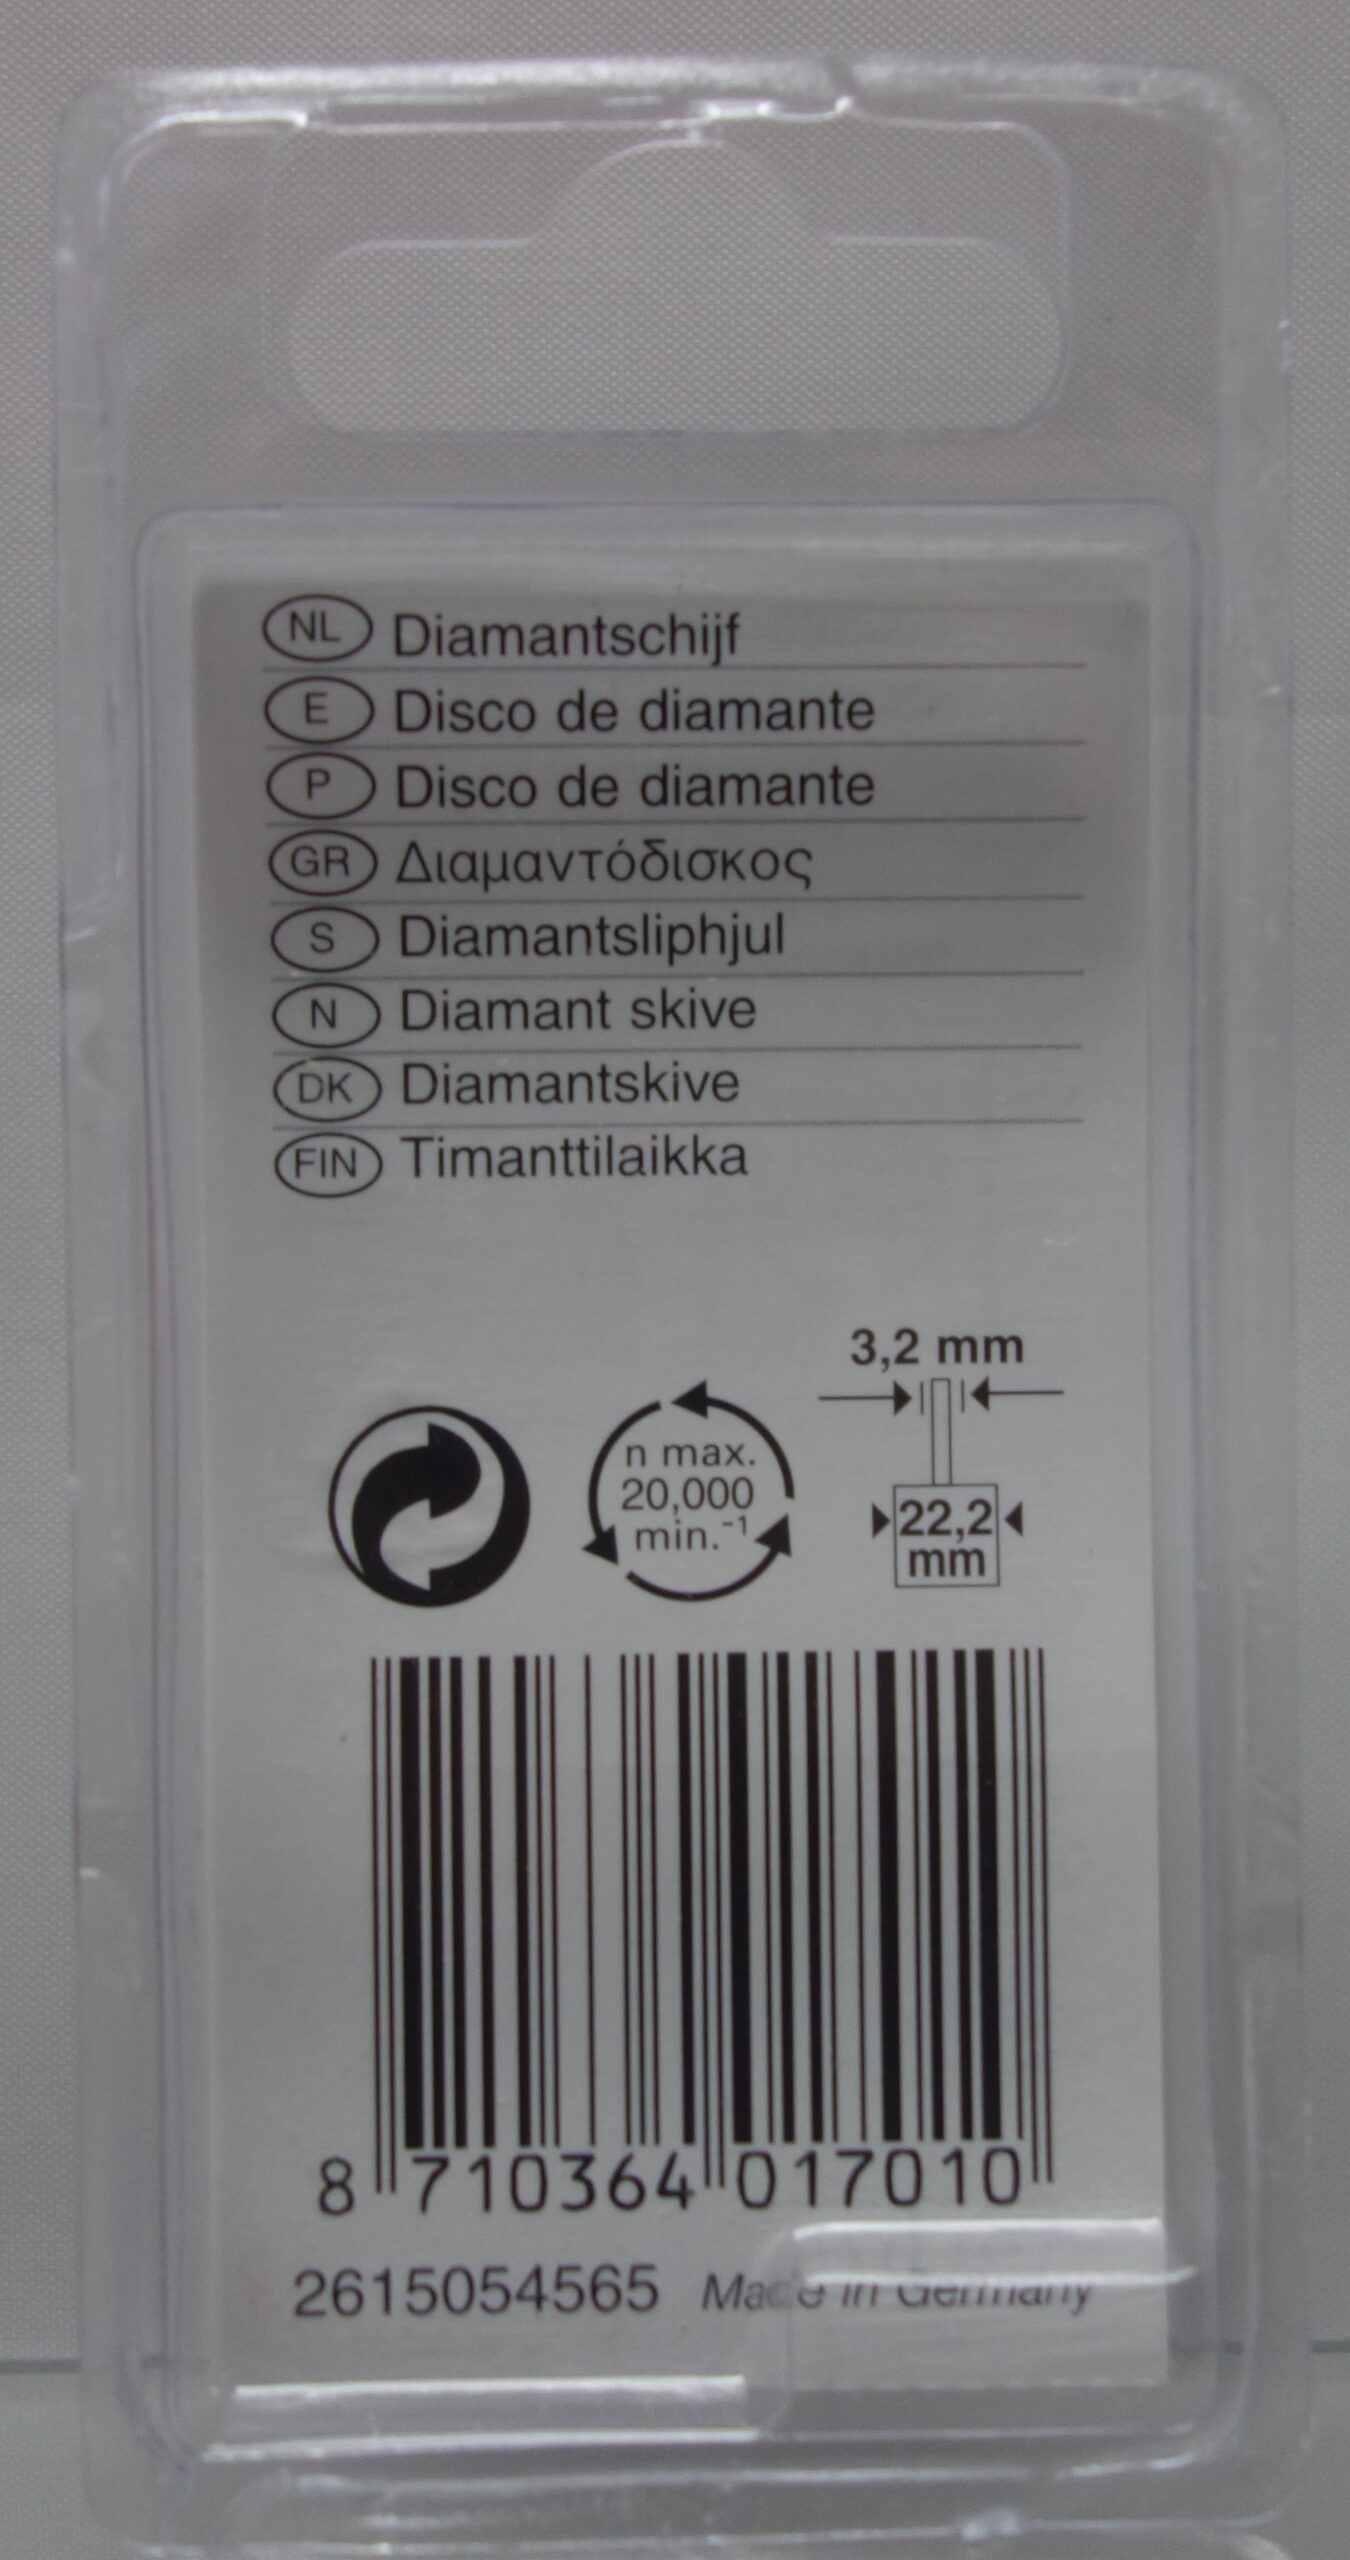 NL Diamantschijf
E Disco de diamante
P Disco de diamante
GR Διαμαντόδισκος
S Diamantsliphjul
N Diamant skive
DK Diamantskive
FIN Timanttilaikka
3,2 mm
n max.
20,000
min.⁻¹
22,2
mm
8 710364 017010
2615054565 Made in Germany